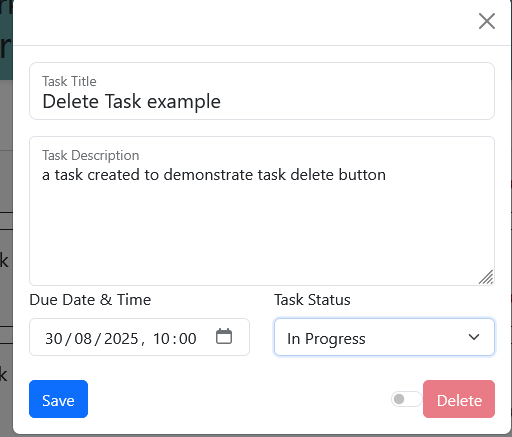 Task Title
Delete Task example
Task Description
a task created to demonstrate task delete button
Due Date & Time
Task Status
30/08/2025, 10:00
In Progress
Save
Delete